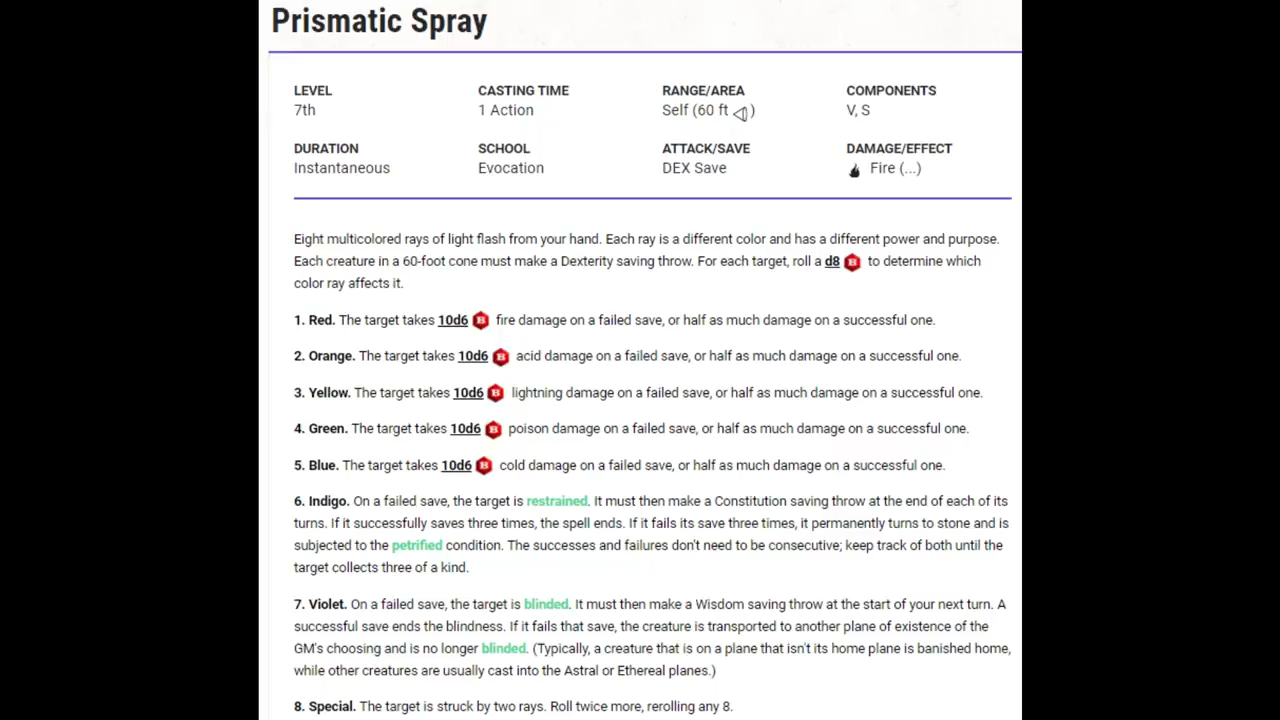 Prismatic Spray
LEVEL CASTING TIME RANGE/AREA COMPONENTS
7th 1 Action Self (60 ft ) V, S
DURATION SCHOOL ATTACK/SAVE DAMAGE/EFFECT
Instantaneous Evocation DEX Save Fire (...)
Eight multicolored rays of light flash from your hand. Each ray is a different color and has a different power and purpose.
Each creature in a 60-foot cone must make a Dexterity saving throw. For each target, roll a d8 B to determine which
color ray affects it.
1. Red. The target takes 10d6 B fire damage on a failed save, or half as much damage on a successful one.
2. Orange. The target takes 10d6 B acid damage on a failed save, or half as much damage on a successful one.
3. Yellow. The target takes 10d6 B lightning damage on a failed save, or half as much damage on a successful one.
4. Green. The target takes 10d6 B poison damage on a failed save, or half as much damage on a successful one.
5. Blue. The target takes 10d6 B cold damage on a failed save, or half as much damage on a successful one.
6. Indigo. On a failed save, the target is restrained. It must then make a Constitution saving throw at the end of each of its
turns. If it successfully saves three times, the spell ends. If it fails its save three times, it permanently turns to stone and is
subjected to the petrified condition. The successes and failures don't need to be consecutive; keep track of both until the
target collects three of a kind.
7. Violet. On a failed save, the target is blinded. It must then make a Wisdom saving throw at the start of your next turn. A
successful save ends the blindness. If it fails that save, the creature is transported to another plane of existence of the
GM's choosing and is no longer blinded. (Typically, a creature that is on a plane that isn't its home plane is banished home,
while other creatures are usually cast into the Astral or Ethereal planes.)
8. Special. The target is struck by two rays. Roll twice more, rerolling any 8.